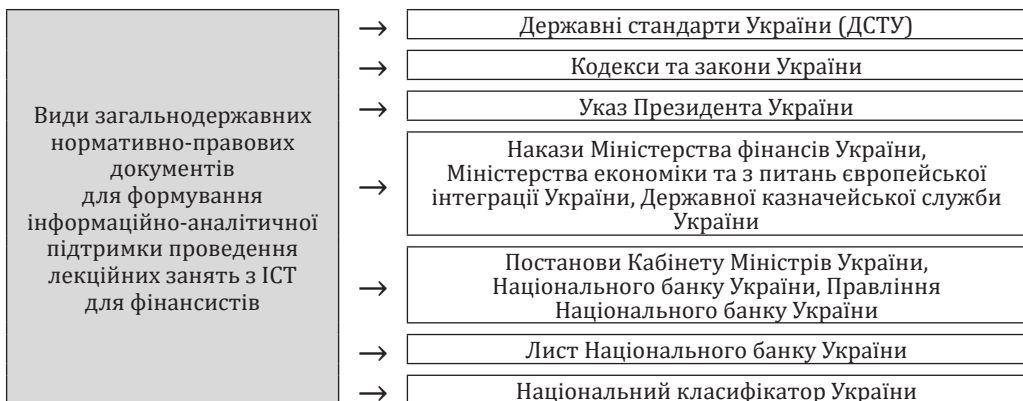 Види загальнодержавних
нормативно-правових
документів
для формування
інформаційно-аналітичної
підтримки проведення
лекційних занять з ІСТ
для фінансистів
→ Державні стандарти України (ДСТУ)
→ Кодекси та закони України
→ Указ Президента України
→ Накази Міністерства фінансів України,
Міністерства економіки та з питань європейської
інтеграції України, Державної казначейської служби
України
→ Постанови Кабінету Міністрів України,
Національного банку України, Правління
Національного банку України
→ Лист Національного банку України
→ Національний класифікатор України